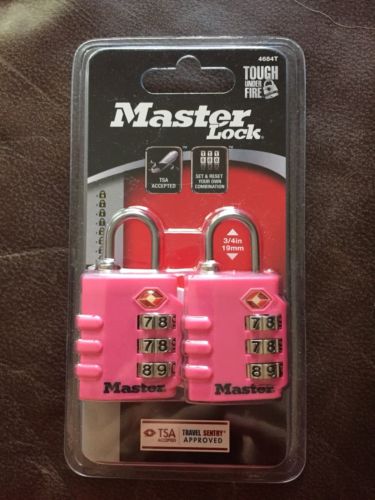 4684T
TOUGH
UNDER
FIRE
Master
Lock
TSA
ACCEPTED
SET & RESET
YOUR OWN
COMBINATION
3/4in
19mm
7 8
7 8
8 9
Master
7 8
7 8
8 9
Master
TSA
ACCEPTED
TRAVEL SENTRY
APPROVED